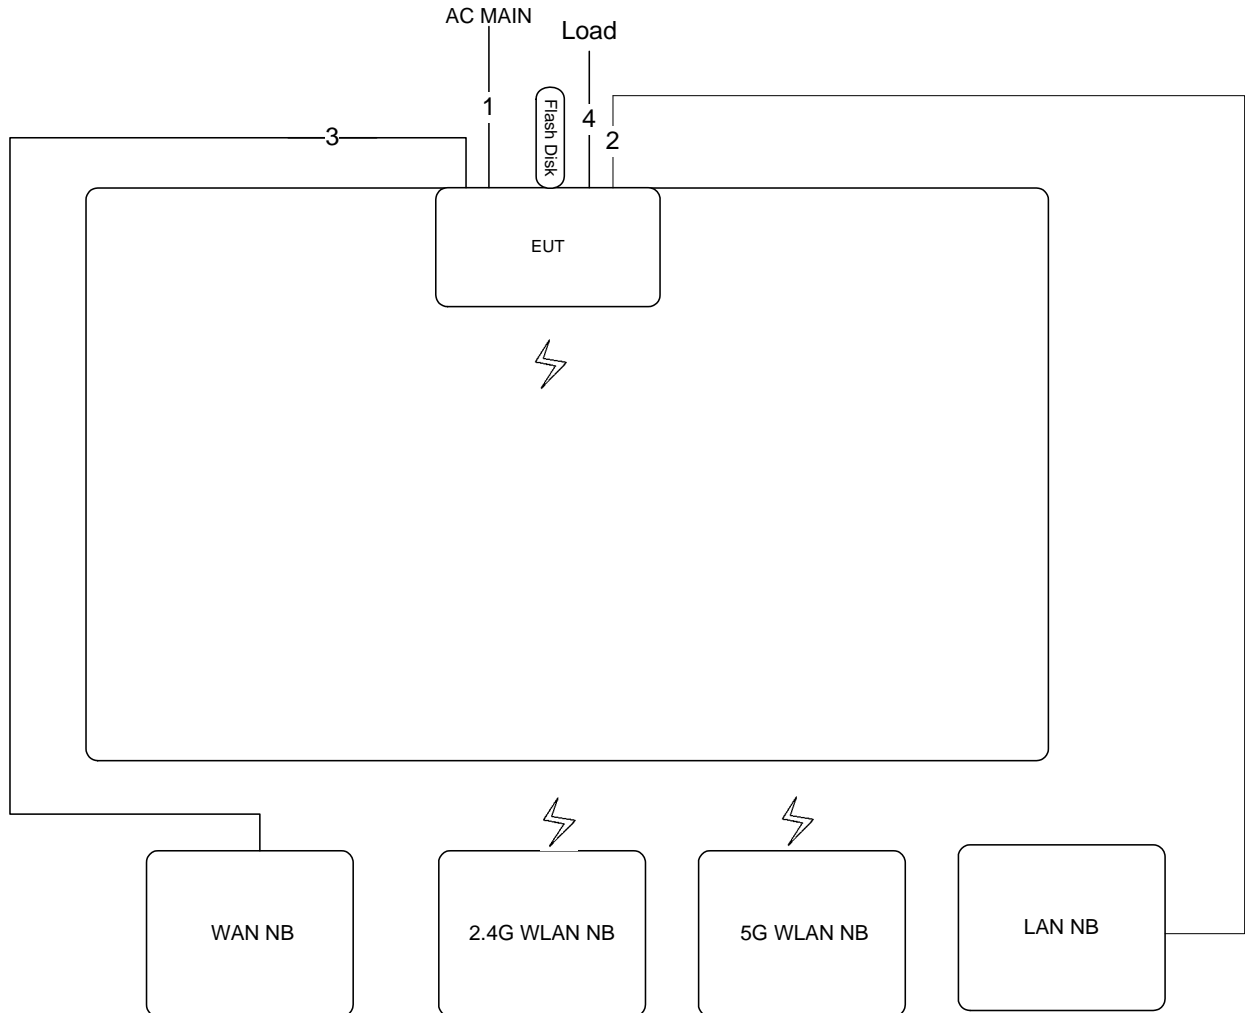 AC MAIN
Load
1
Flash Disk
4
2
3
EUT
WAN NB
2.4G WLAN NB
5G WLAN NB
LAN NB